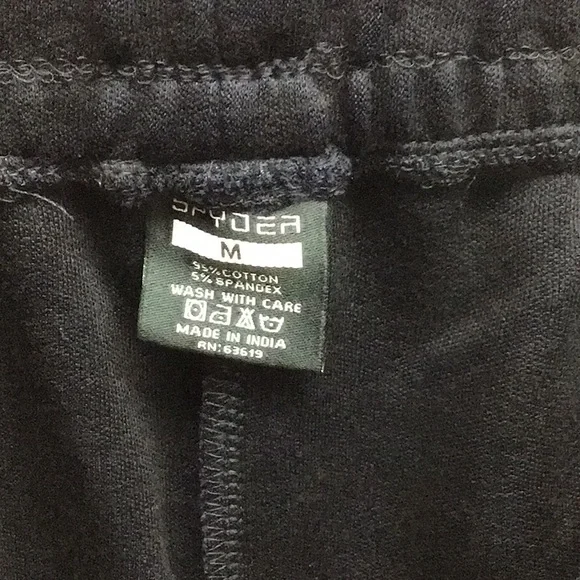 SPYDER
M
95% COTTON
5% SPANDEX
WASH WITH CARE
MADE IN INDIA
RN: 63619